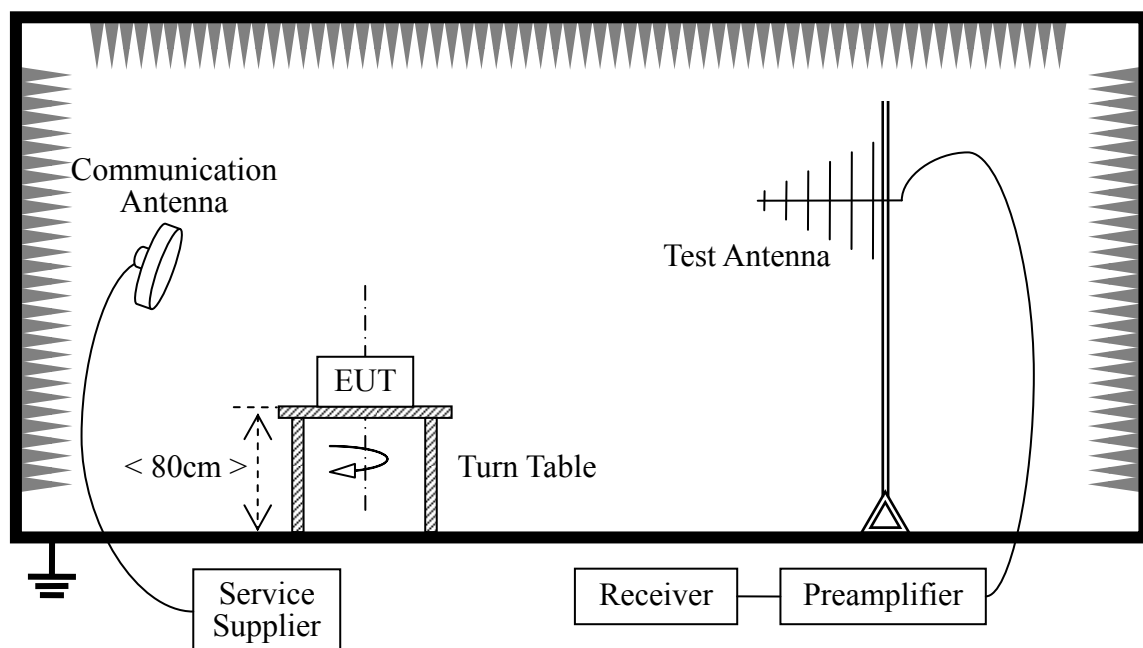 Communication
Antenna
Test Antenna
EUT
< 80cm >
Turn Table
Service
Supplier
Receiver
Preamplifier